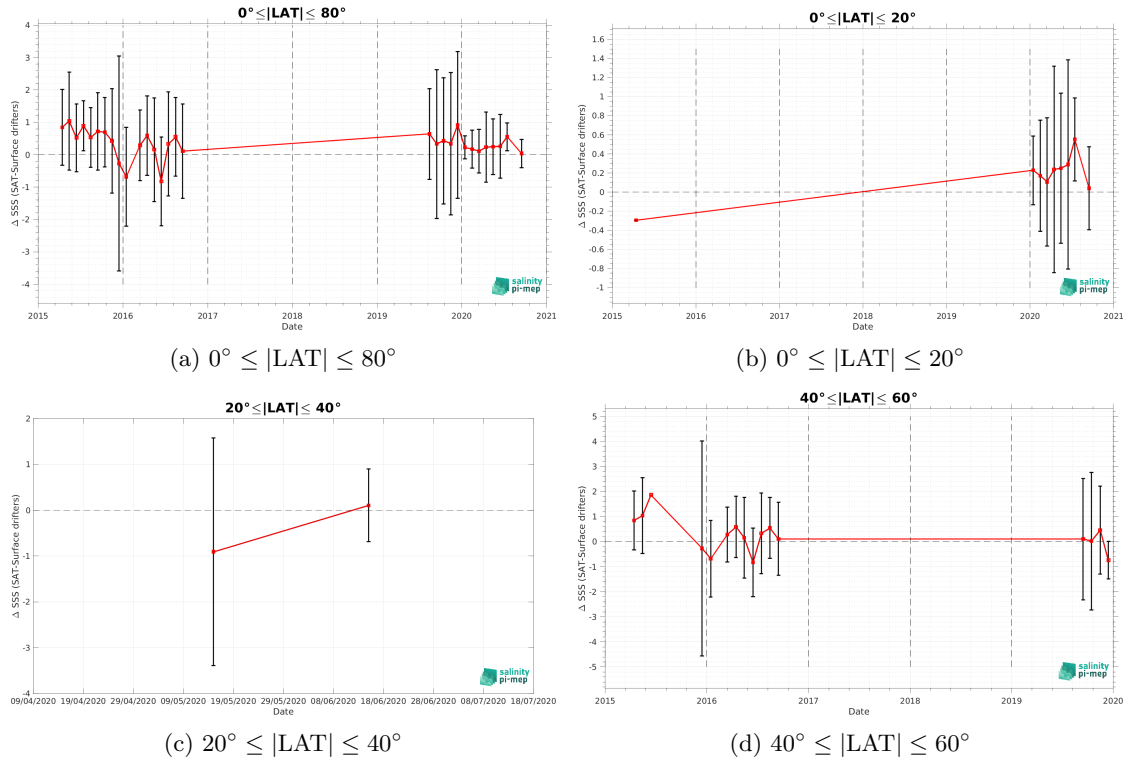 0°≤|LAT|≤ 80°
Δ SSS (SAT-Surface drifters)
4
3
2
1
0
-1
-2
-3
-4
2015 2016 2017 2018 2019 2020 2021
Date
salinity
pi-mep
(a) 0° ≤ |LAT| ≤ 80°
0°≤|LAT|≤ 20°
Δ SSS (SAT-Surface drifters)
1.6
1.4
1.2
1
0.8
0.6
0.4
0.2
0
-0.2
-0.4
-0.6
-0.8
-1
2015 2016 2017 2018 2019 2020 2021
Date
salinity
pi-mep
(b) 0° ≤ |LAT| ≤ 20°
20°≤|LAT|≤ 40°
Δ SSS (SAT-Surface drifters)
2
1
0
-1
-2
-3
-4
09/04/2020 19/04/2020 29/04/2020 09/05/2020 19/05/2020 29/05/2020 08/06/2020 18/06/2020 28/06/2020 08/07/2020 18/07/2020
Date
salinity
pi-mep
(c) 20° ≤ |LAT| ≤ 40°
40°≤|LAT|≤ 60°
Δ SSS (SAT-Surface drifters)
5
4
3
2
1
0
-1
-2
-3
-4
-5
2015 2016 2017 2018 2019 2020
Date
salinity
pi-mep
(d) 40° ≤ |LAT| ≤ 60°